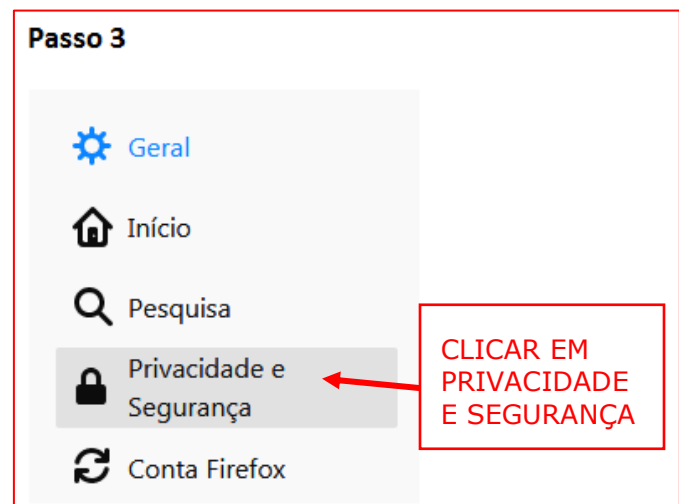 Passo 3
Geral
Início
Pesquisa
Privacidade e
Segurança
Conta Firefox
CLICAR EM
PRIVACIDADE
E SEGURANÇA